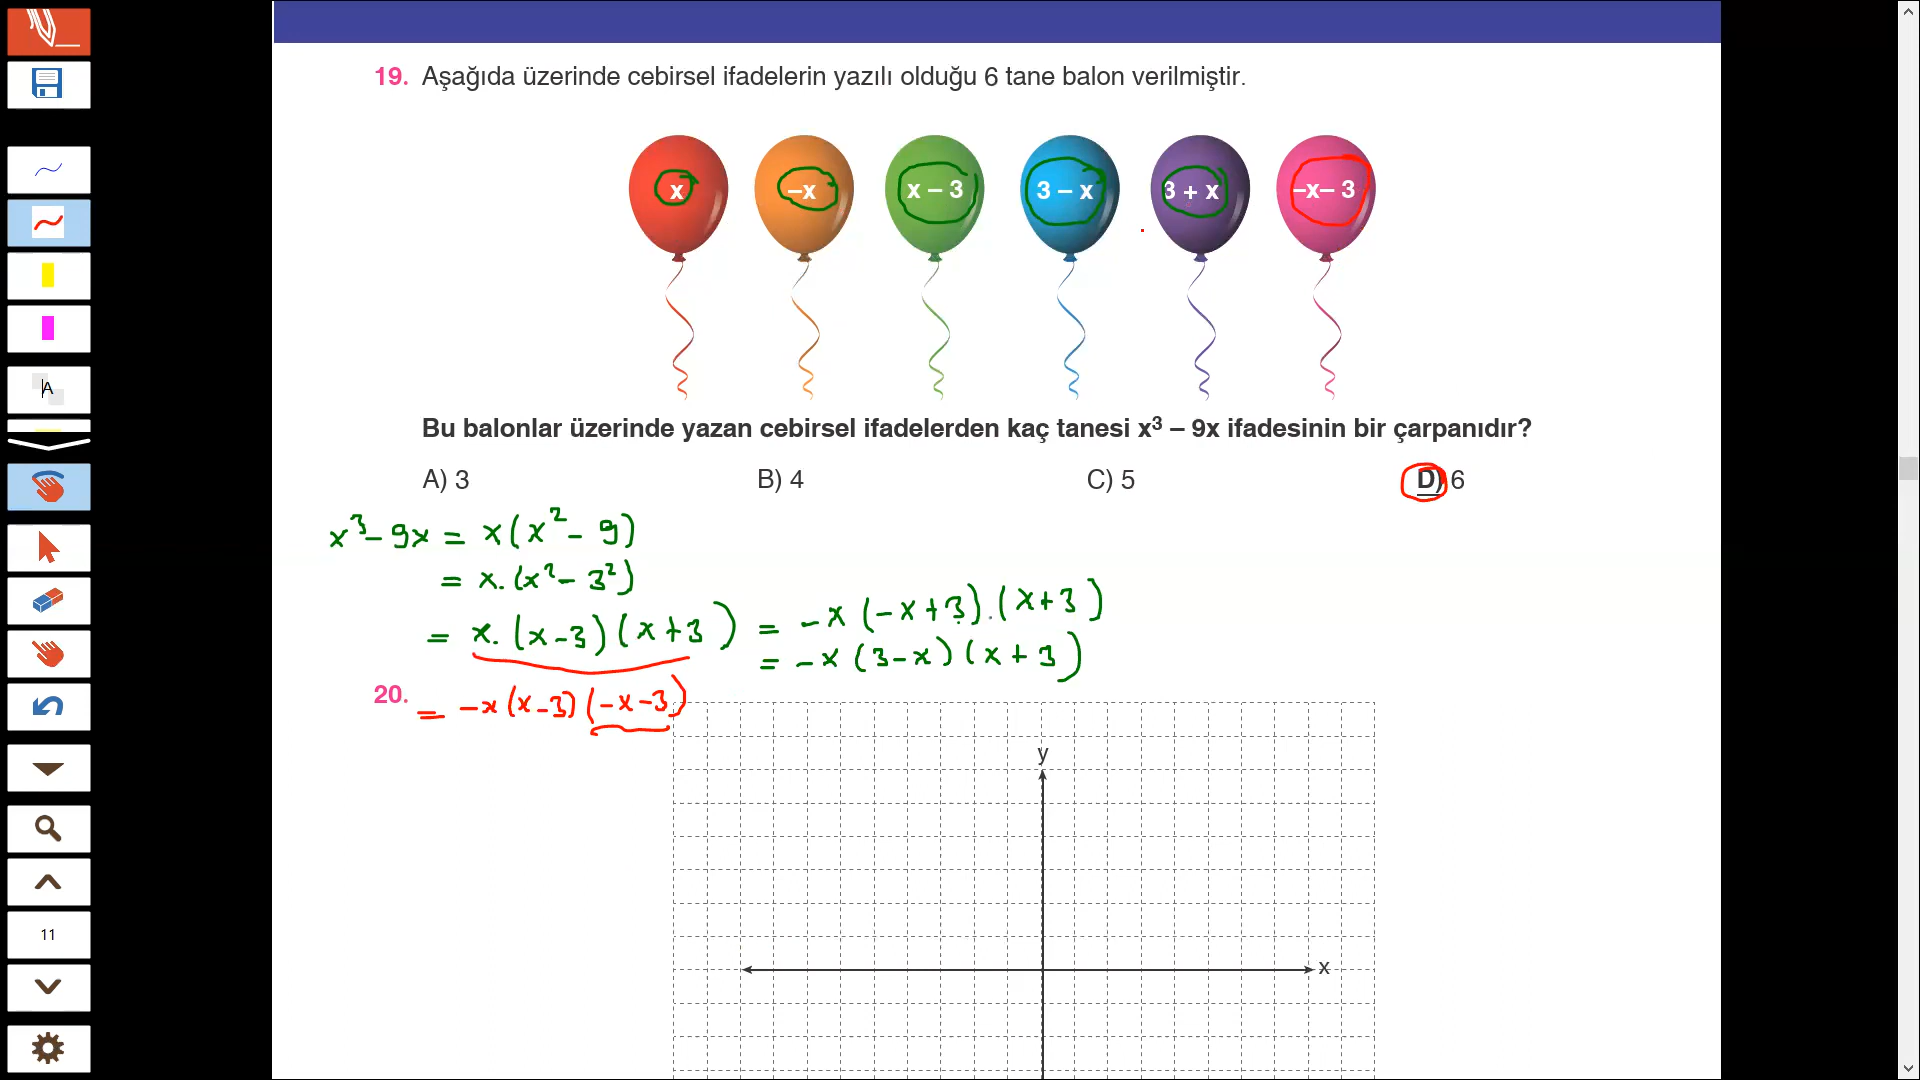 19. Aşağıda üzerinde cebirsel ifadelerin yazılı olduğu 6 tane balon verilmiştir.
x –x x – 3 3 – x 3 + x –x– 3
Bu balonlar üzerinde yazan cebirsel ifadelerden kaç tanesi x³ – 9x ifadesinin bir çarpanıdır?
A) 3 B) 4 C) 5 D) 6
x³ – 9x = x(x² – 9)
= x.(x² – 3²)
= x.(x–3)(x+3) = –x(–x+3).(x+3)
= –x(3–x)(x+3)
20.
= –x(x–3)(–x–3)
y
x
A
11